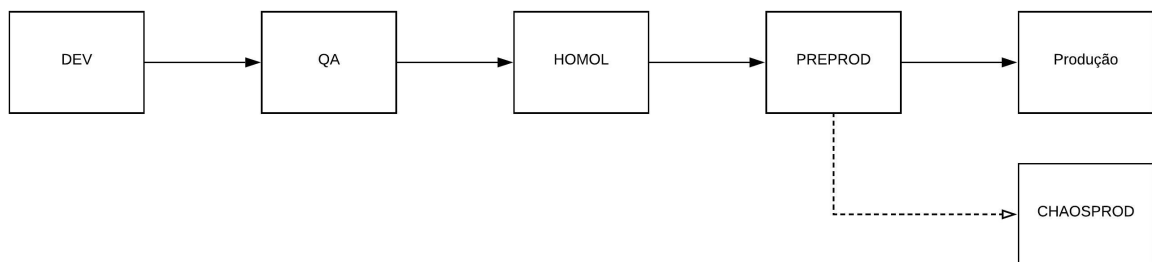 DEV
QA
HOMOL
PREPROD
Produção
CHAOSPROD